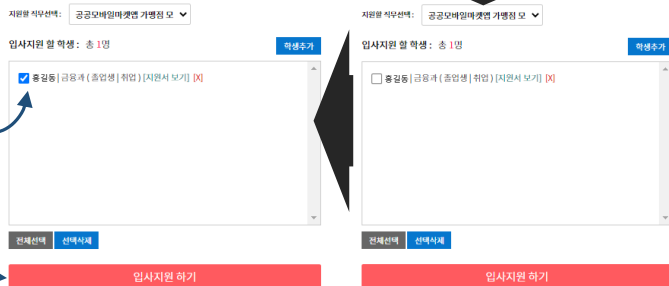 지원할 직무선택 : 공공모바일마켓앱 가맹점 모
입사지원 할 학생 : 총 1명 학생추가
홍길동 | 금융과 ( 졸업생 | 취업 ) [지원서 보기] [X]
전체선택 선택삭제
입사지원 하기
지원할 직무선택 : 공공모바일마켓앱 가맹점 모
입사지원 할 학생 : 총 1명 학생추가
홍길동 | 금융과 ( 졸업생 | 취업 ) [지원서 보기] [X]
전체선택 선택삭제
입사지원 하기